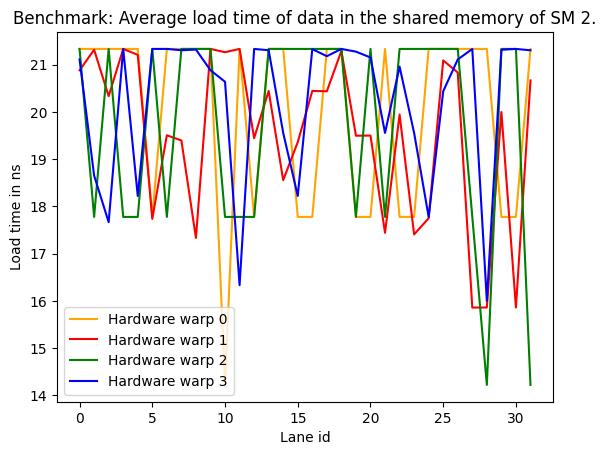 Benchmark: Average load time of data in the shared memory of SM 2.
21
20
19
18
17
16
15
14
Load time in ns
Hardware warp 0
Hardware warp 1
Hardware warp 2
Hardware warp 3
0 5 10 15 20 25 30
Lane id